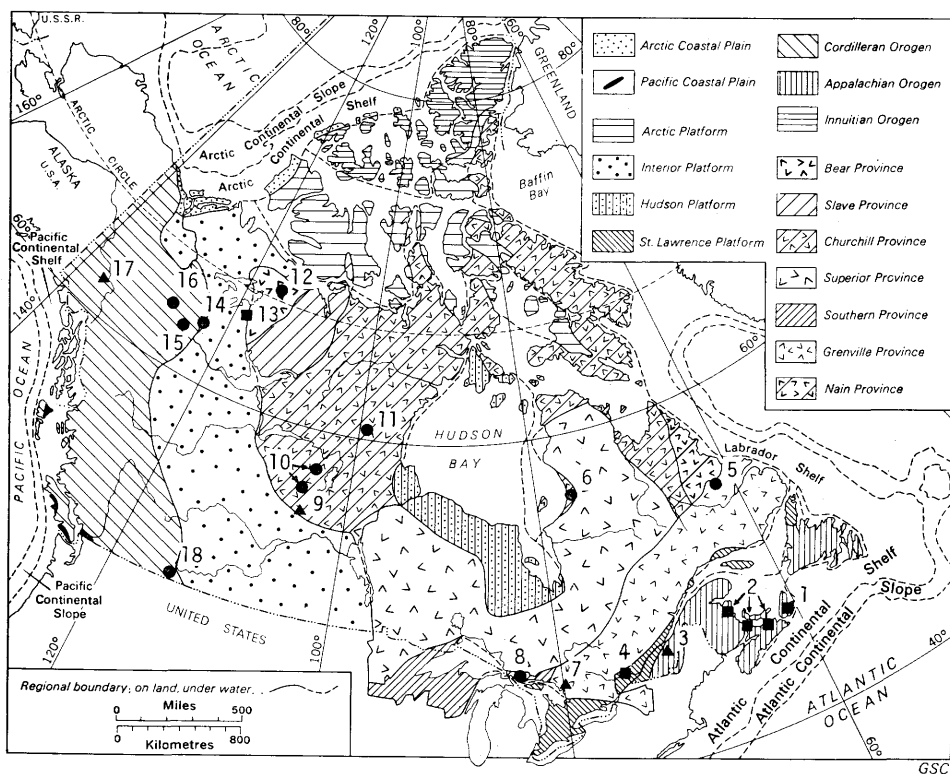 U.S.S.R.
160°
ARCTIC
OCEAN
80°
120°
100°
80°
60°
80°
GREENLAND
ARCTIC
CIRCLE
ALASKA
U.S.A.
Arctic Continental Slope
Continental Shelf
Arctic
Baffin
Bay
60°
Pacific
Continental
Shelf
140°
17
16
15
14
13
12
11
10
9
18
PACIFIC OCEAN
HUDSON
BAY
6
60°
Labrador
Shelf
5
Pacific
Continental
Slope
120°
UNITED STATES
100°
8
7
4
3
2
1
Shelf
Slope
Continental
Continental
Atlantic
Atlantic
ATLANTIC
OCEAN
40°
60°
Arctic Coastal Plain
Pacific Coastal Plain
Arctic Platform
Interior Platform
Hudson Platform
St. Lawrence Platform
Cordilleran Orogen
Appalachian Orogen
Innuitian Orogen
Bear Province
Slave Province
Churchill Province
Superior Province
Southern Province
Grenville Province
Nain Province
Regional boundary; on land, under water
Miles
0 500
0 800
Kilometres
GSC